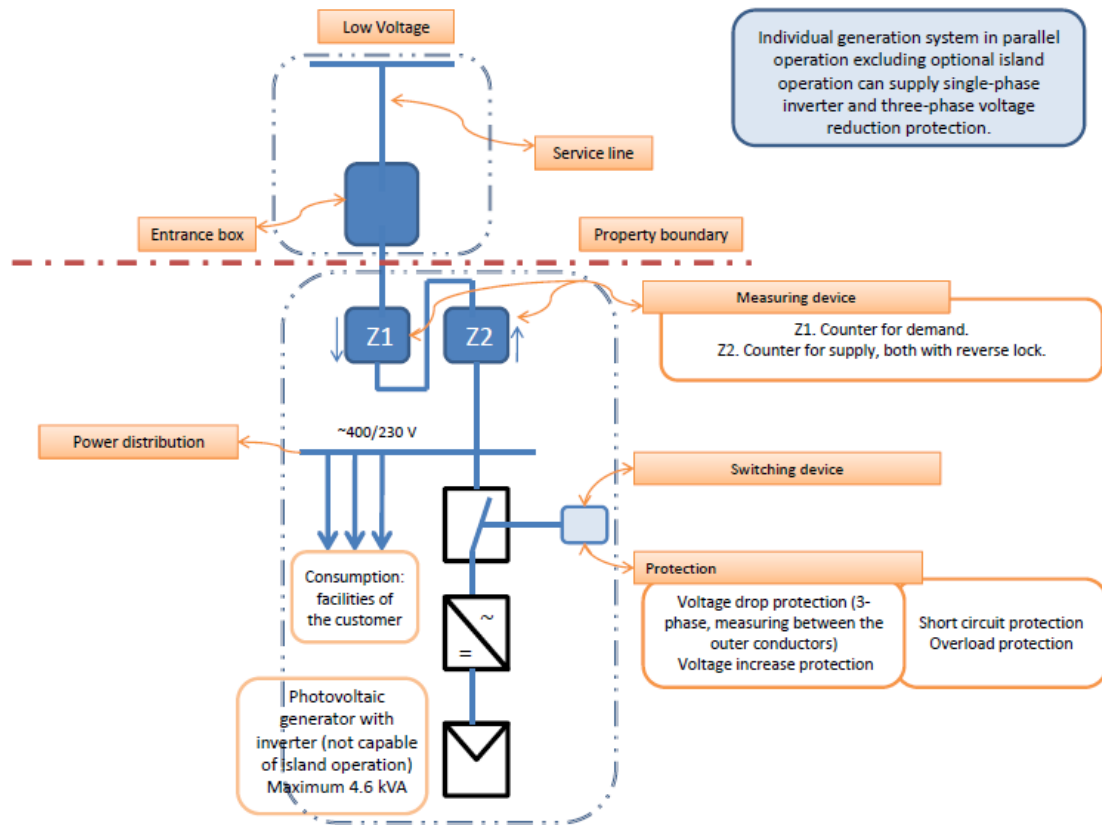 Low Voltage
Individual generation system in parallel
operation excluding optional island
operation can supply single-phase
inverter and three-phase voltage
reduction protection.
Service line
Entrance box
Property boundary
Measuring device
Z1. Counter for demand.
Z2. Counter for supply, both with reverse lock.
Z1
Z2
Power distribution
~400/230 V
Switching device
Consumption:
facilities of
the customer
Protection
Voltage drop protection (3-
phase, measuring between the
outer conductors)
Voltage increase protection
Short circuit protection
Overload protection
~
=
Photovoltaic
generator with
inverter (not capable
of island operation)
Maximum 4.6 kVA